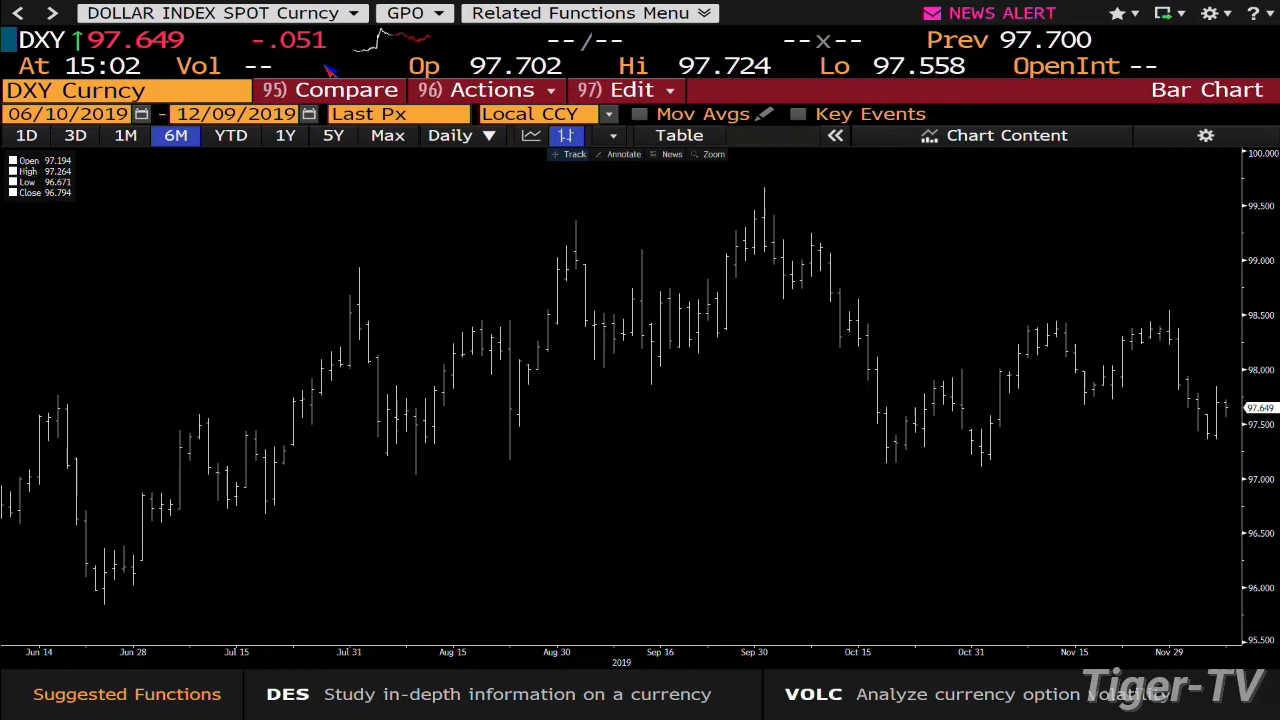 DOLLAR INDEX SPOT Curncy GPO Related Functions Menu NEWS ALERT ?
DXY ↑97.649 -.051 --/-- --x-- Prev 97.700
At 15:02 Vol -- Op 97.702 Hi 97.724 Lo 97.558 OpenInt --
DXY Curncy 95) Compare 96) Actions 97) Edit Bar Chart
06/10/2019 - 12/09/2019 Last Px Local CCY Mov Avgs Key Events
1D 3D 1M 6M YTD 1Y 5Y Max Daily ▼ Table « Chart Content
Track Annotate News Zoom
Open 97.194
High 97.264
Low 96.671
Close 96.794
100.000
99.500
99.000
98.500
98.000
97.649
97.500
97.000
96.500
96.000
95.500
Jun 14 Jun 28 Jul 15 Jul 31 Aug 15 Aug 30 Sep 16 Sep 30 Oct 15 Oct 31 Nov 15 Nov 29
2019
Suggested Functions DES Study in-depth information on a currency VOLC Analyze currency option volatility
Tiger-TV